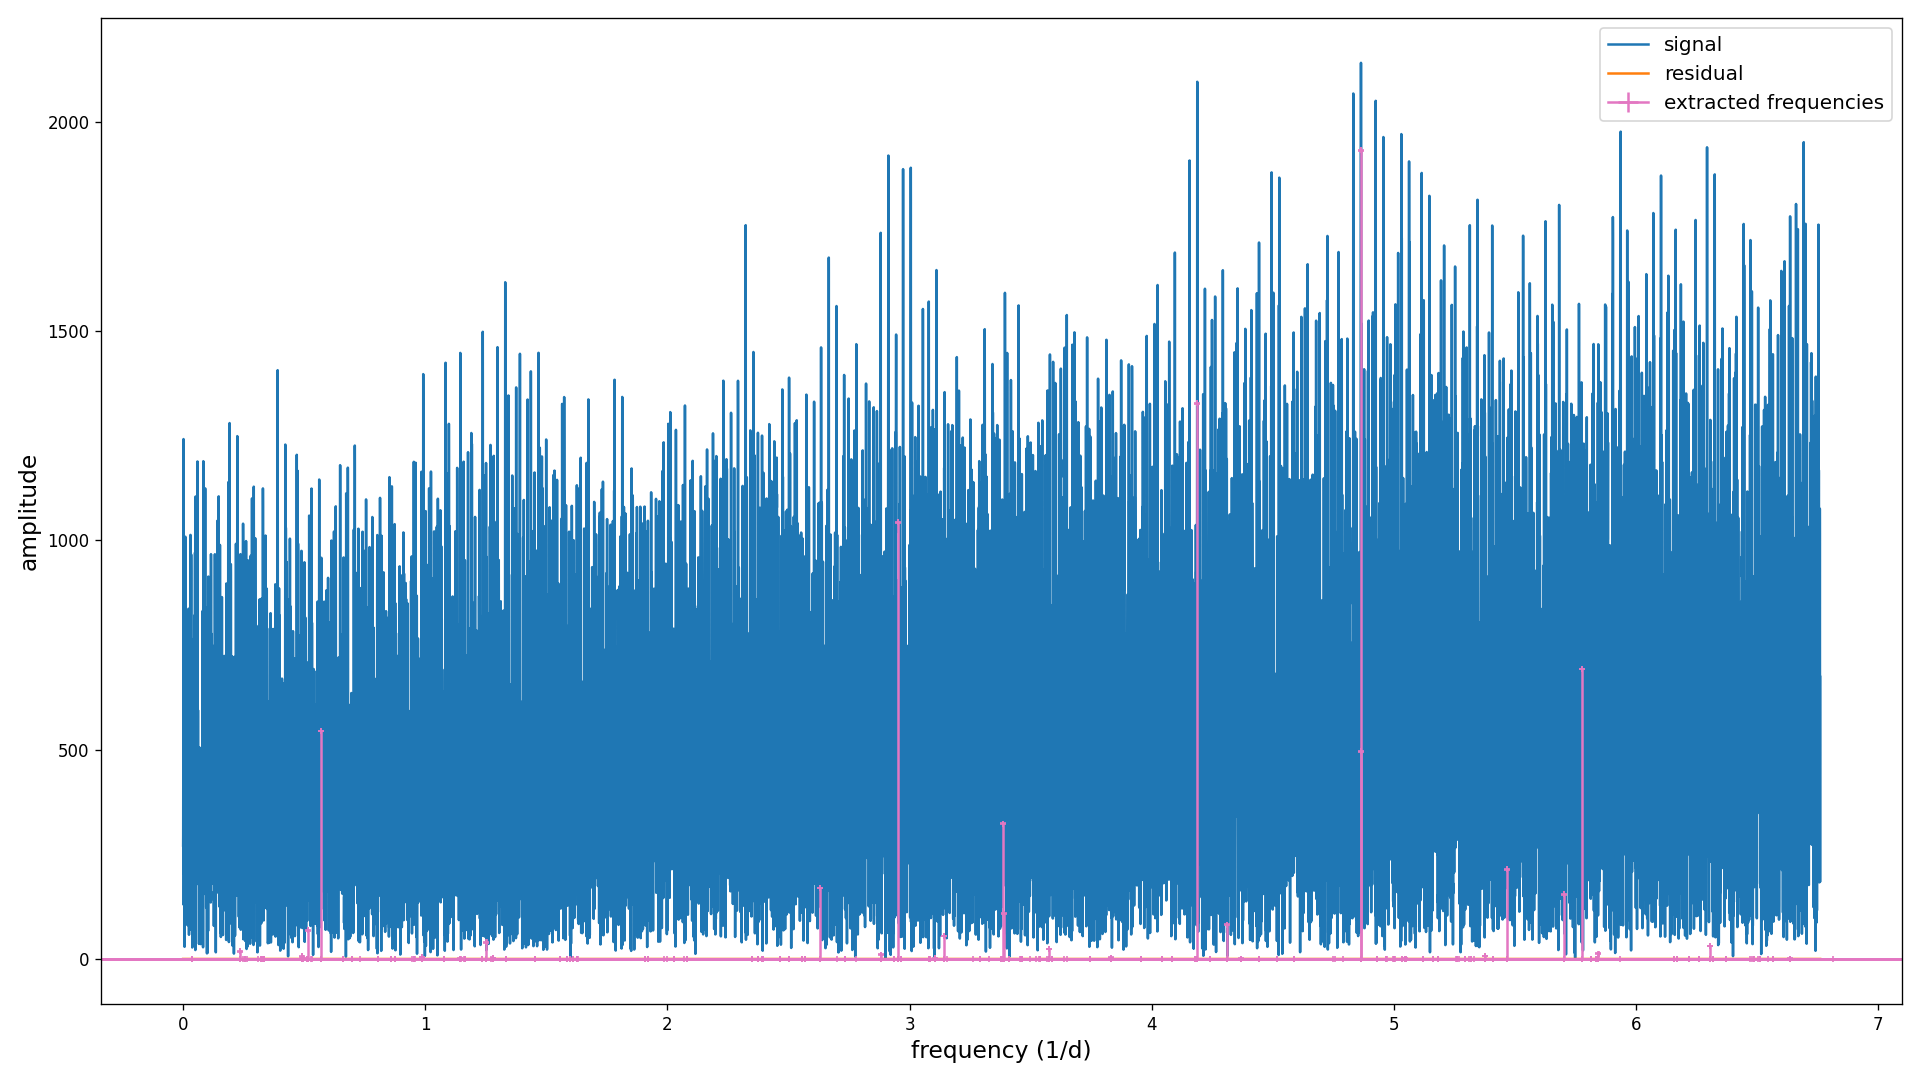 signal
residual
extracted frequencies
amplitude
2000
1500
1000
500
0
0 1 2 3 4 5 6 7
frequency (1/d)